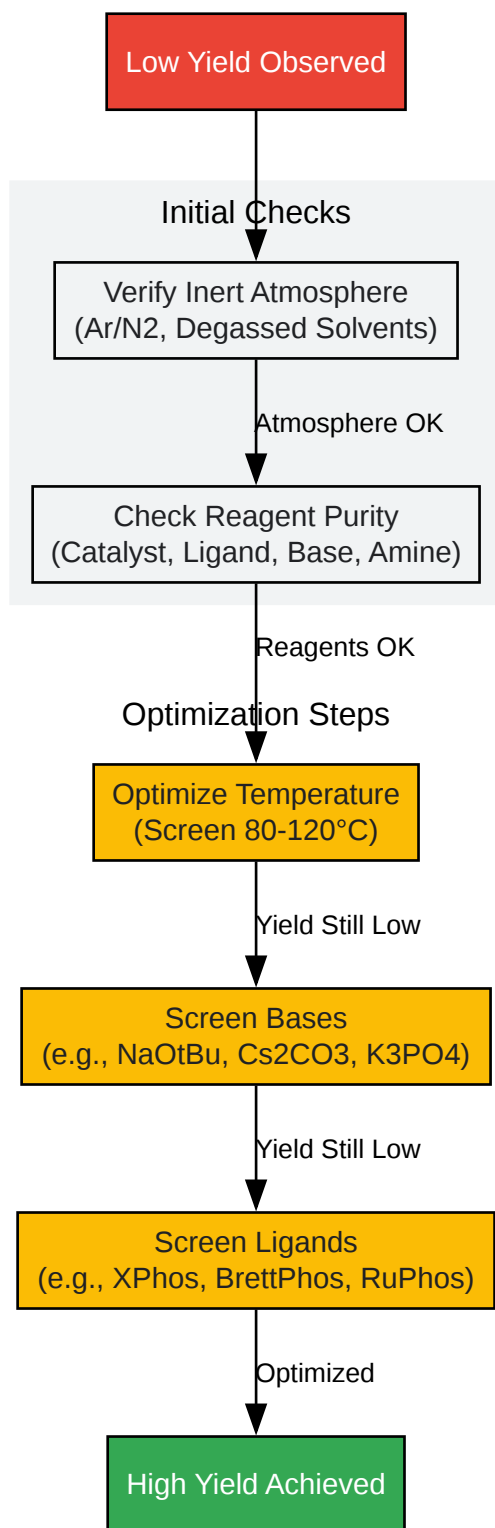 Low Yield Observed
Initial Checks
Verify Inert Atmosphere
(Ar/N2, Degassed Solvents)
Atmosphere OK
Check Reagent Purity
(Catalyst, Ligand, Base, Amine)
Reagents OK
Optimization Steps
Optimize Temperature
(Screen 80-120°C)
Yield Still Low
Screen Bases
(e.g., NaOtBu, Cs2CO3, K3PO4)
Yield Still Low
Screen Ligands
(e.g., XPhos, BrettPhos, RuPhos)
Optimized
High Yield Achieved